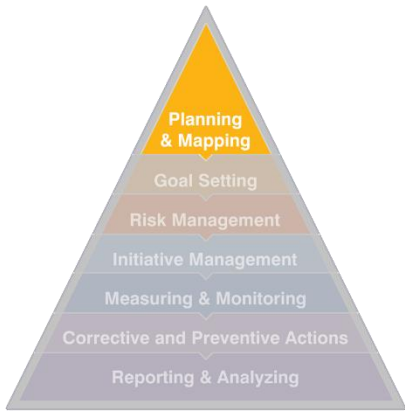 Planning
& Mapping
Goal Setting
Risk Management
Initiative Management
Measuring & Monitoring
Corrective and Preventive Actions
Reporting & Analyzing